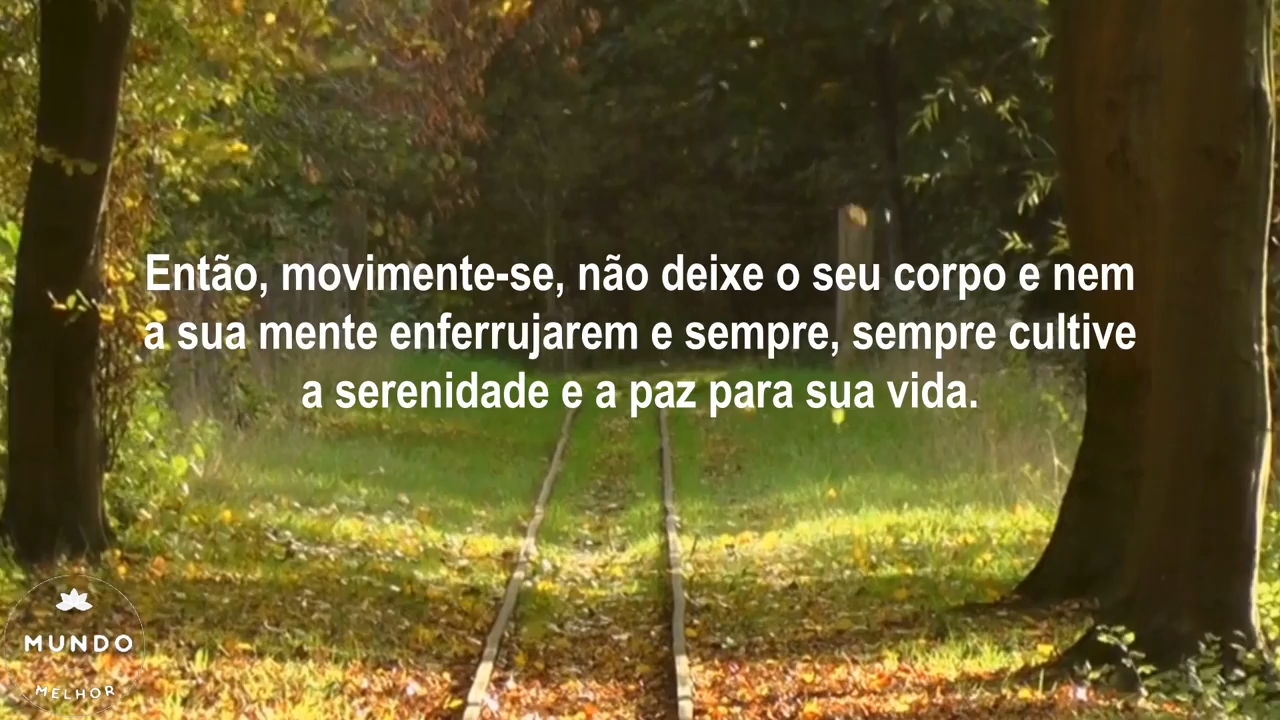 Então, movimente-se, não deixe o seu corpo e nem
a sua mente enferrujarem e sempre, sempre cultive
a serenidade e a paz para sua vida.
MUNDO
MELHOR